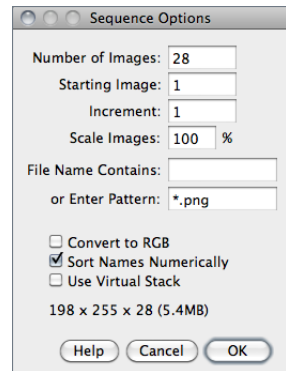 Sequence Options
Number of Images: 28
Starting Image: 1
Increment: 1
Scale Images: 100 %
File Name Contains:
or Enter Pattern: *.png
Convert to RGB
Sort Names Numerically
Use Virtual Stack
198 x 255 x 28 (5.4MB)
Help Cancel OK